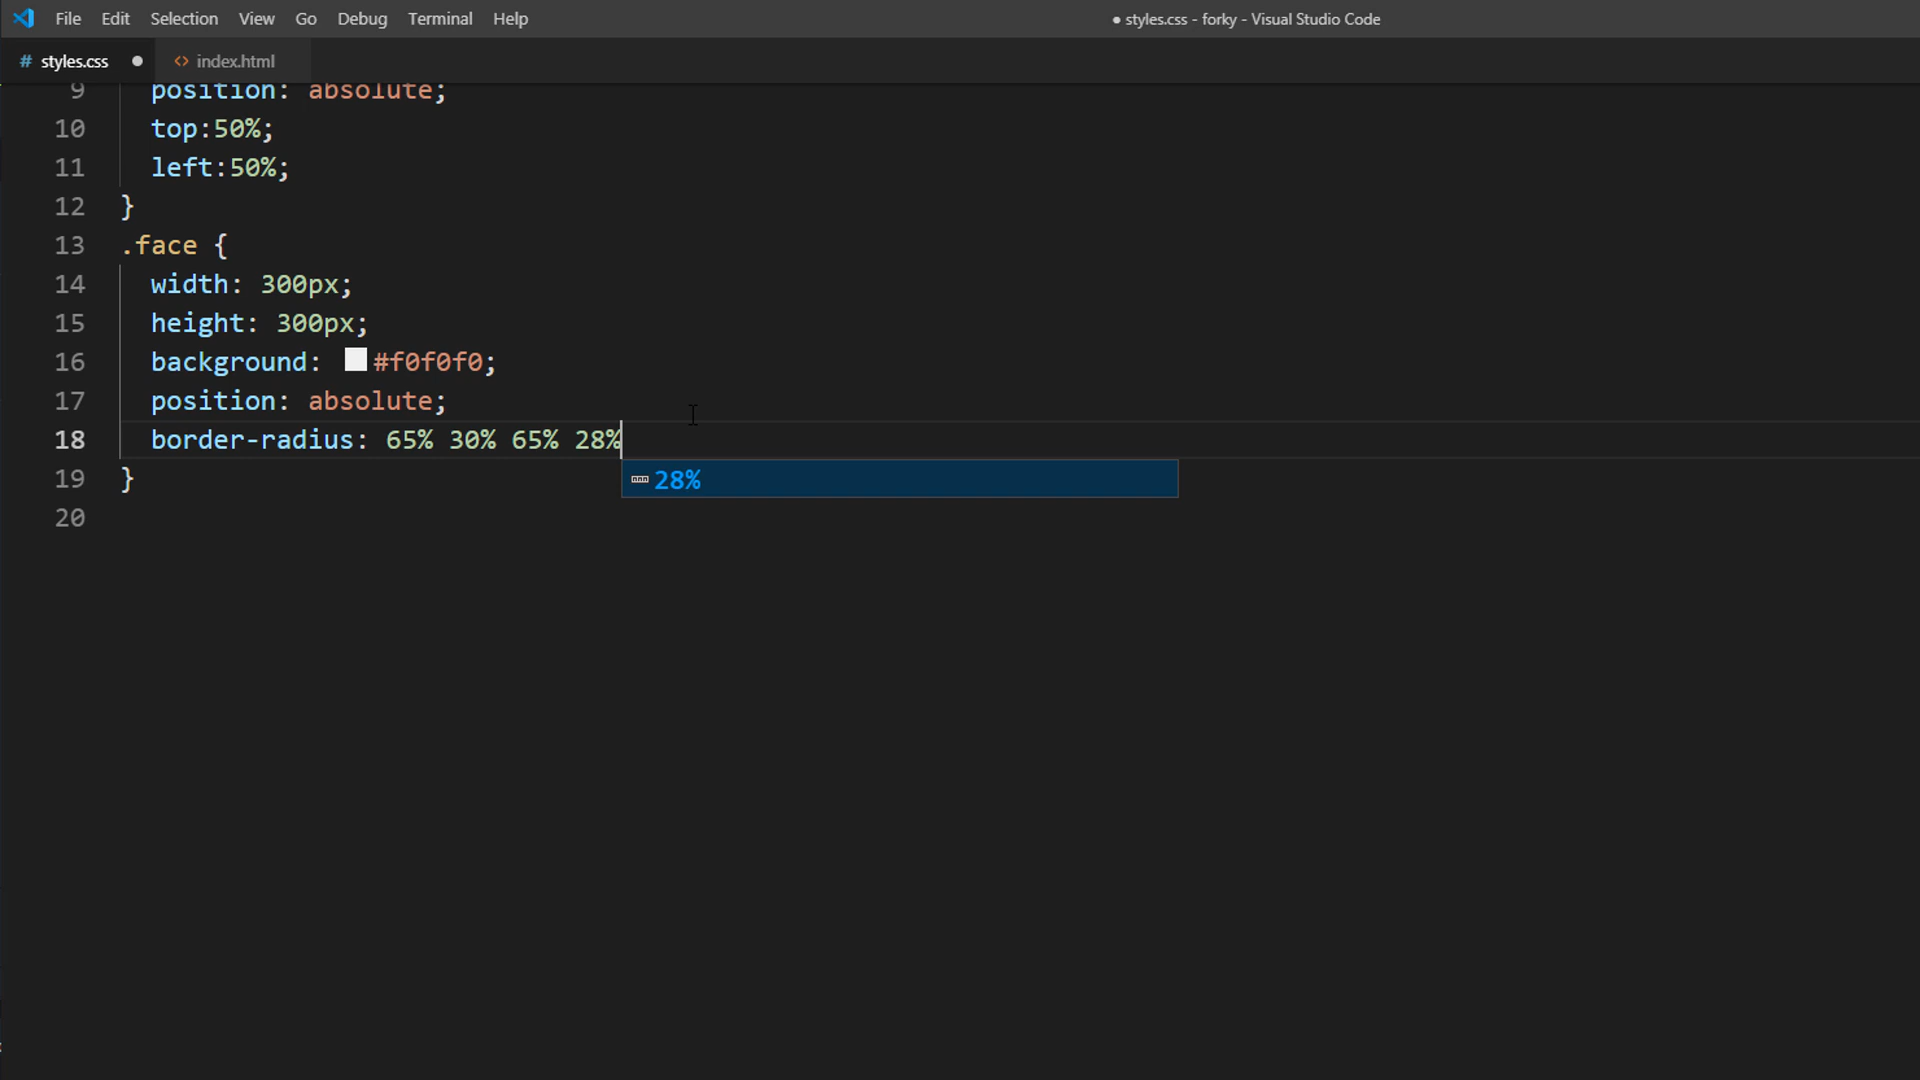 File Edit Selection View Go Debug Terminal Help
● styles.css - forky - Visual Studio Code
# styles.css ● <> index.html
9 position: absolute;
10 top:50%;
11 left:50%;
12 }
13 .face {
14 width: 300px;
15 height: 300px;
16 background: #f0f0f0;
17 position: absolute;
18 border-radius: 65% 30% 65% 28%
28%
19 }
20